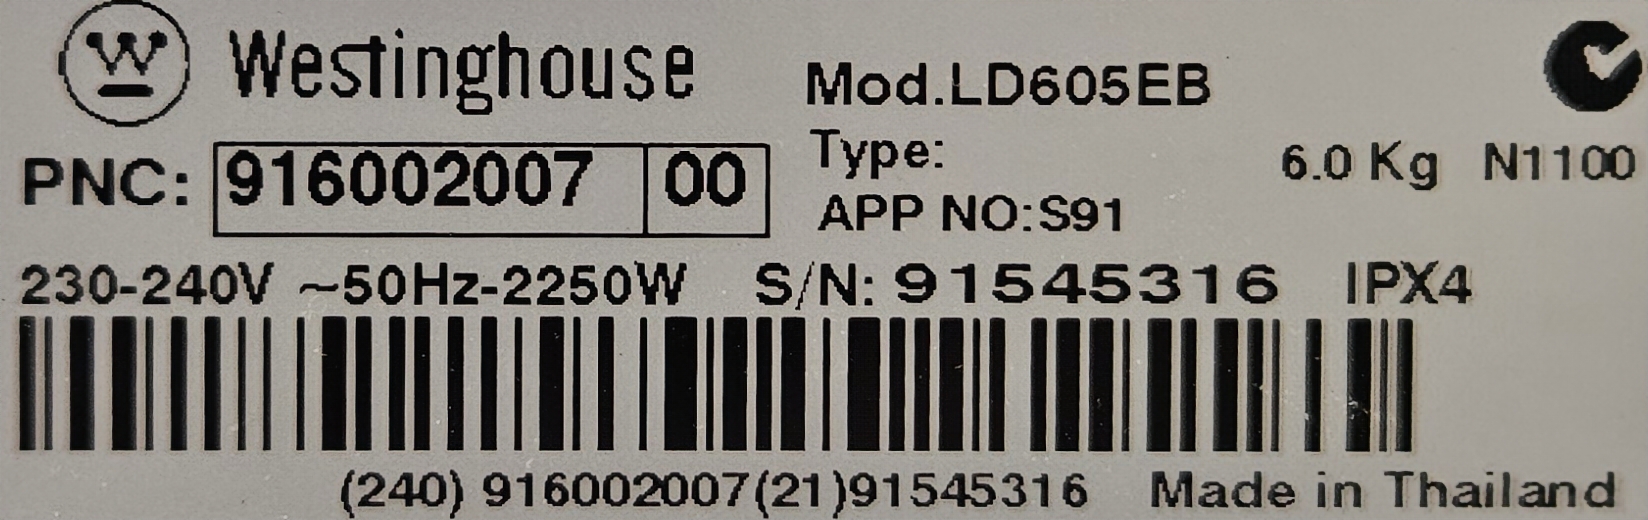 W Westinghouse Mod.LD605EB
PNC: 916002007 00 Type: 6.0 Kg N1100
APP NO:S91
230-240V ~50Hz-2250W S/N: 91545316 IPX4
(240) 916002007(21)91545316 Made in Thailand